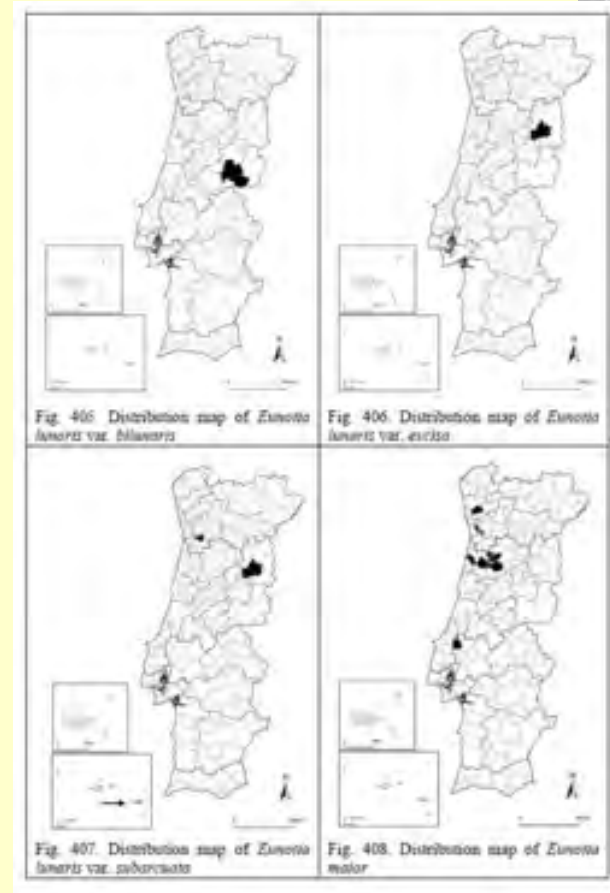 Fig. 405. Distribution map of Eunotia
lunaris var. bilunaris
Fig. 406. Distribution map of Eunotia
lunaris var. excisa
Fig. 407. Distribution map of Eunotia
lunaris var. subarcuata
Fig. 408. Distribution map of Eunotia
maior